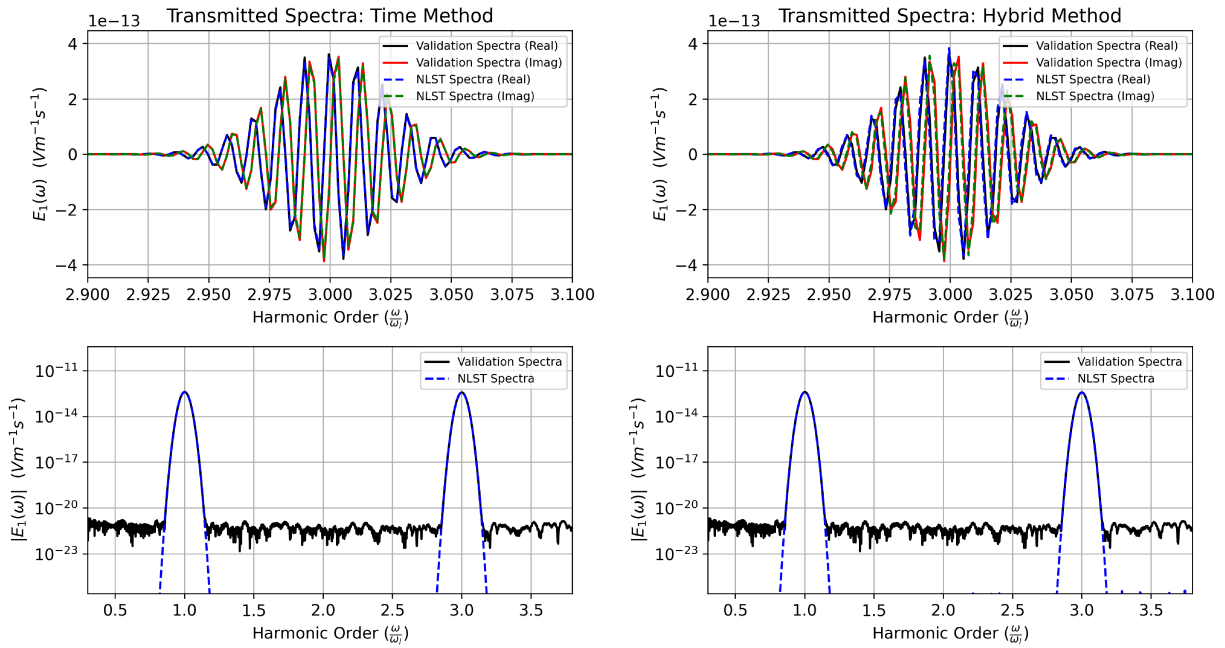 Transmitted Spectra: Time Method
1e−13
Validation Spectra (Real)
Validation Spectra (Imag)
NLST Spectra (Real)
NLST Spectra (Imag)
4
2
0
−2
−4
E₁(ω) (Vm⁻¹s⁻¹)
2.900 2.925 2.950 2.975 3.000 3.025 3.050 3.075 3.100
Harmonic Order (ω/ωₗ)
Transmitted Spectra: Hybrid Method
1e−13
Validation Spectra (Real)
Validation Spectra (Imag)
NLST Spectra (Real)
NLST Spectra (Imag)
4
2
0
−2
−4
E₁(ω) (Vm⁻¹s⁻¹)
2.900 2.925 2.950 2.975 3.000 3.025 3.050 3.075 3.100
Harmonic Order (ω/ωₗ)
Validation Spectra
NLST Spectra
10⁻¹¹
10⁻¹⁴
10⁻¹⁷
10⁻²⁰
10⁻²³
|E₁(ω)| (Vm⁻¹s⁻¹)
0.5 1.0 1.5 2.0 2.5 3.0 3.5
Harmonic Order (ω/ωₗ)
Validation Spectra
NLST Spectra
10⁻¹¹
10⁻¹⁴
10⁻¹⁷
10⁻²⁰
10⁻²³
|E₁(ω)| (Vm⁻¹s⁻¹)
0.5 1.0 1.5 2.0 2.5 3.0 3.5
Harmonic Order (ω/ωₗ)